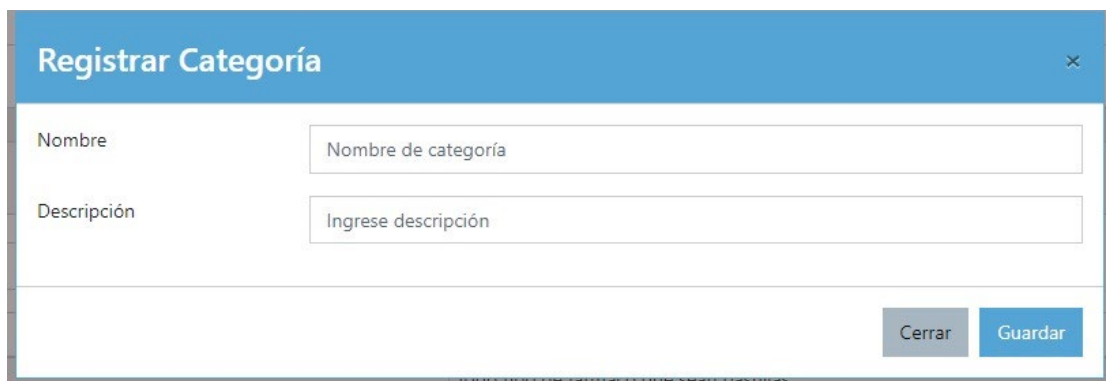 Registrar Categoría ×
Nombre Nombre de categoría
Descripción Ingrese descripción
Cerrar Guardar